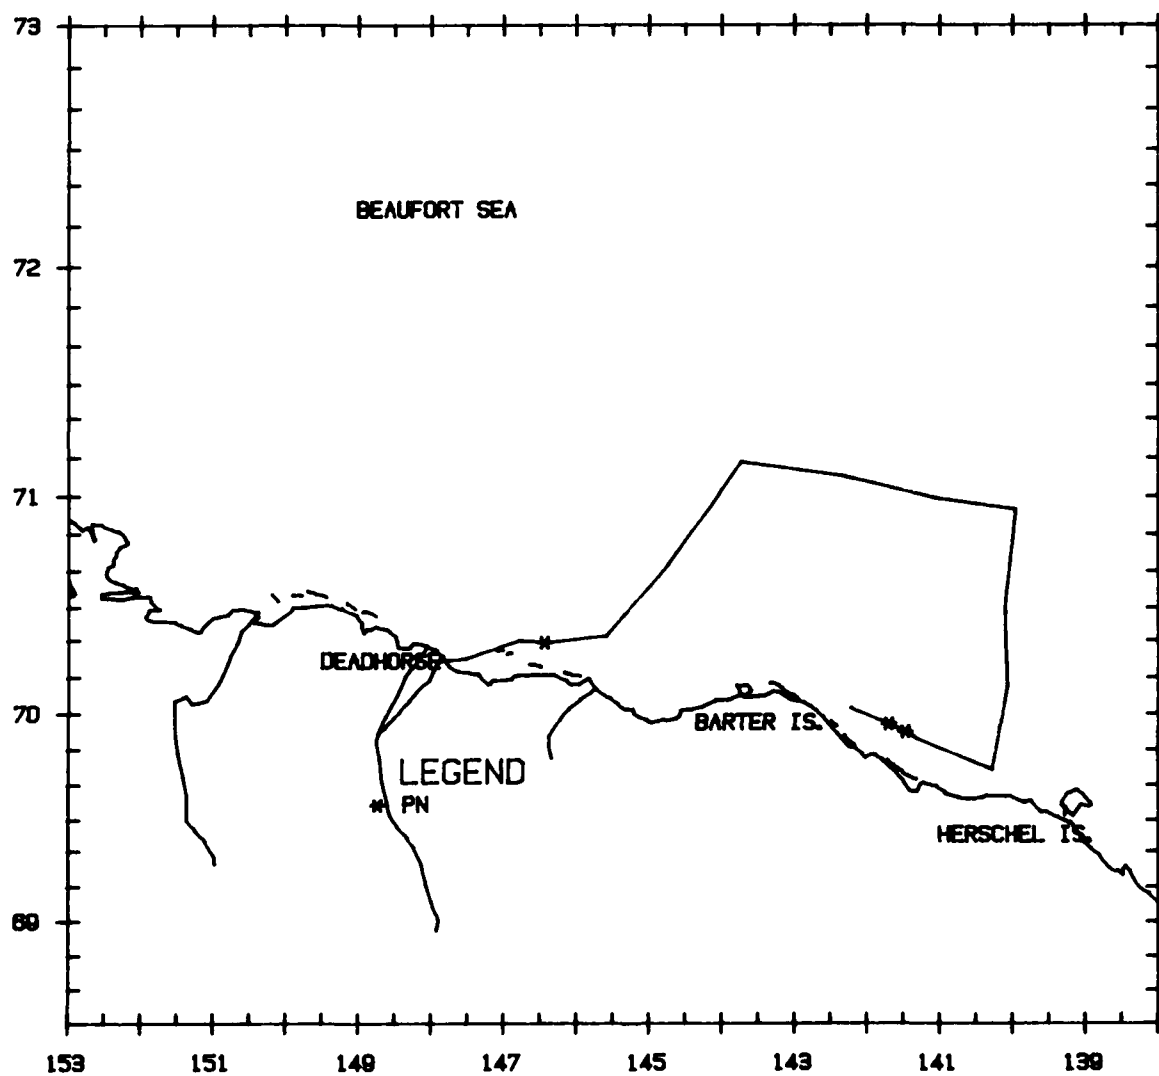 73
BEAUFORT SEA
72
71
DEADHORSE
70
BARTER IS.
LEGEND
* PN
HERSCHEL IS.
69
153 151 149 147 145 143 141 139